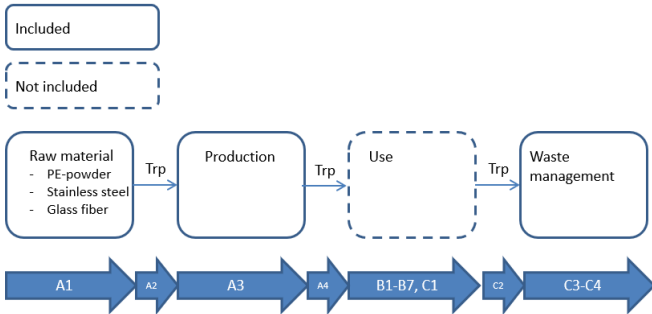 Included
Not included
Raw material
- PE-powder
- Stainless steel
- Glass fiber
Trp
Production
Trp
Use
Trp
Waste
management
A1
A2
A3
A4
B1-B7, C1
C2
C3-C4